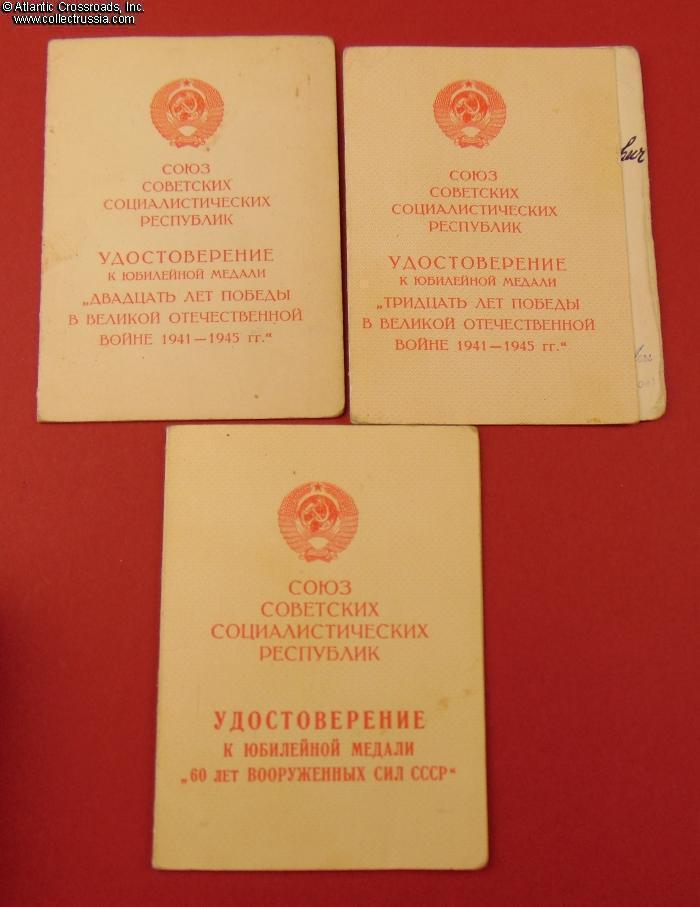 © Atlantic Crossroads, Inc.
www.collectrussia.com
СОЮЗ
СОВЕТСКИХ
СОЦИАЛИСТИЧЕСКИХ
РЕСПУБЛИК
УДОСТОВЕРЕНИЕ
К ЮБИЛЕЙНОЙ МЕДАЛИ
„ДВАДЦАТЬ ЛЕТ ПОБЕДЫ
В ВЕЛИКОЙ ОТЕЧЕСТВЕННОЙ
ВОЙНЕ 1941—1945 гг.“
СОЮЗ
СОВЕТСКИХ
СОЦИАЛИСТИЧЕСКИХ
РЕСПУБЛИК
УДОСТОВЕРЕНИЕ
К ЮБИЛЕЙНОЙ МЕДАЛИ
„ТРИДЦАТЬ ЛЕТ ПОБЕДЫ
В ВЕЛИКОЙ ОТЕЧЕСТВЕННОЙ
ВОЙНЕ 1941—1945 гг.“
СОЮЗ
СОВЕТСКИХ
СОЦИАЛИСТИЧЕСКИХ
РЕСПУБЛИК
УДОСТОВЕРЕНИЕ
К ЮБИЛЕЙНОЙ МЕДАЛИ
„60 ЛЕТ ВООРУЖЕННЫХ СИЛ СССР“